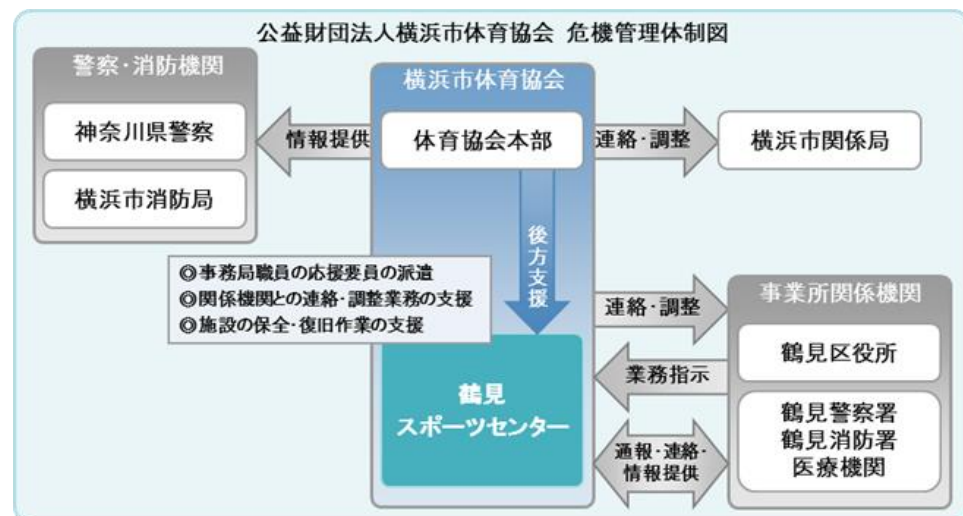 公益財団法人横浜市体育協会 危機管理体制図
警察・消防機関
神奈川県警察
横浜市消防局
情報提供
横浜市体育協会
体育協会本部
連絡・調整
横浜市関係局
後方支援
◎事務局職員の応援要員の派遣
◎関係機関との連絡・調整業務の支援
◎施設の保全・復旧作業の支援
鶴見
スポーツセンター
連絡・調整
業務指示
通報・連絡・
情報提供
事業所関係機関
鶴見区役所
鶴見警察署
鶴見消防署
医療機関